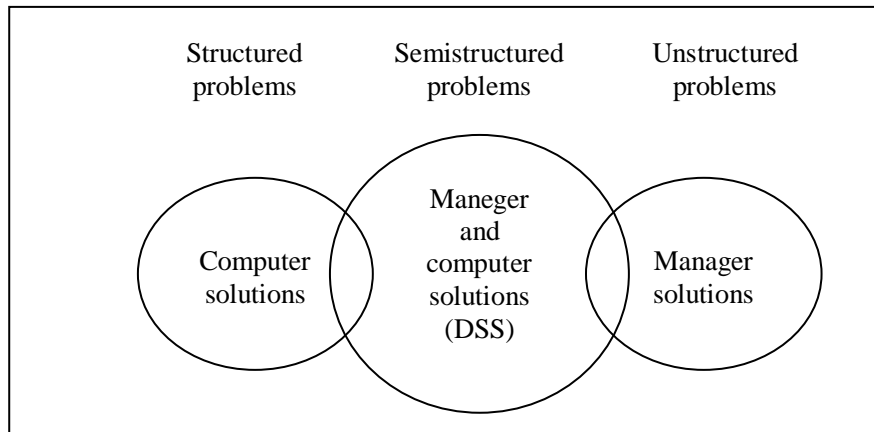 Structured
problems
Semistructured
problems
Unstructured
problems
Computer
solutions
Maneger
and
computer
solutions
(DSS)
Manager
solutions